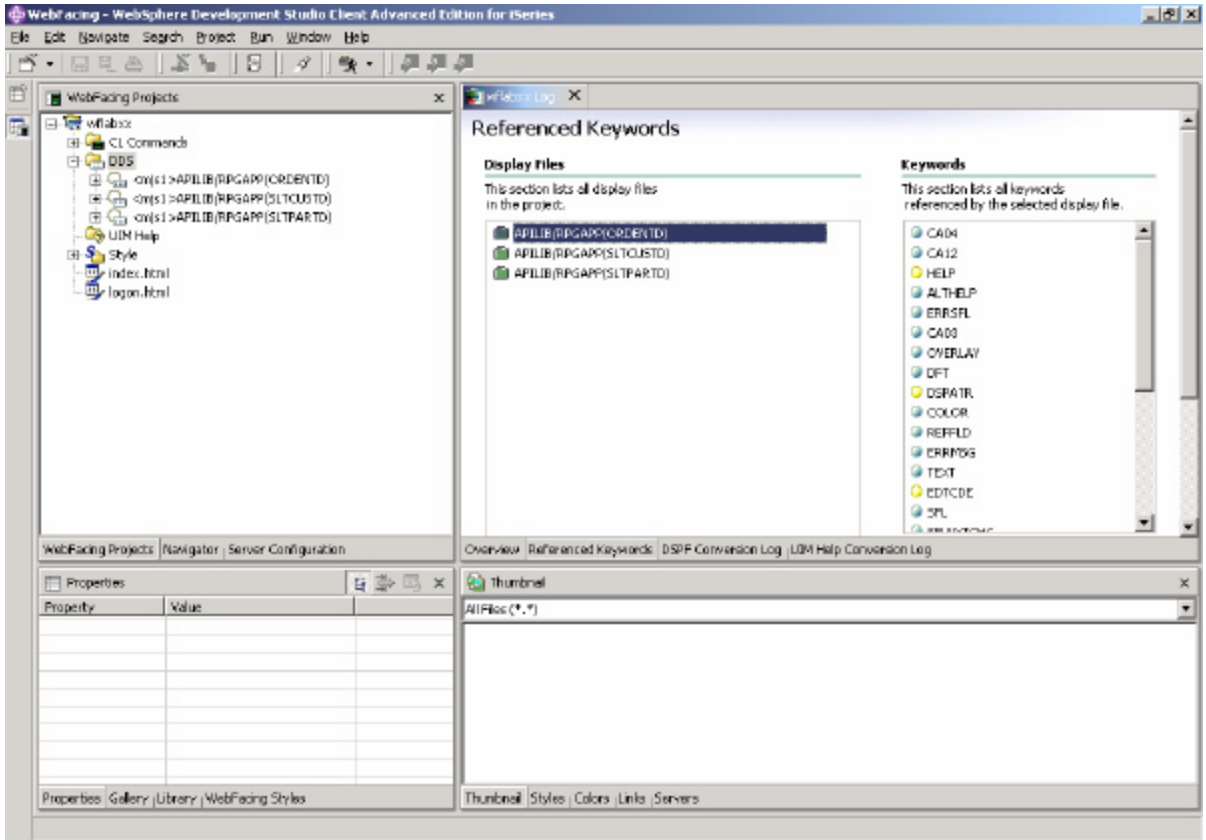 WebFacing - WebSphere Development Studio Client Advanced Edition for iSeries
File Edit Navigate Search Project Run Window Help
WebFacing Projects
wflabxx Log
wflabxx
CL Commands
DDS
<mjs1>APILIB/RPGAPP(ORDENTD)
<mjs1>APILIB/RPGAPP(SLTCUSTD)
<mjs1>APILIB/RPGAPP(SLTPARTD)
UIM Help
Style
index.html
logon.html
WebFacing Projects Navigator Server Configuration
Referenced Keywords
Display Files
This section lists all display files
in the project.
APILIB/RPGAPP(ORDENTD)
APILIB/RPGAPP(SLTCUSTD)
APILIB/RPGAPP(SLTPARTD)
Keywords
This section lists all keywords
referenced by the selected display file.
CA04
CA12
HELP
ALTHELP
ERRSFL
CA03
OVERLAY
DFT
DSPATR
COLOR
REFFLD
ERRMSG
TEXT
EDTCDE
SFL
Overview Referenced Keywords DSPF Conversion Log UIM Help Conversion Log
Properties
Property Value
Properties Gallery Library WebFacing Styles
Thumbnail
All Files (*.*)
Thumbnail Styles Colors Links Servers